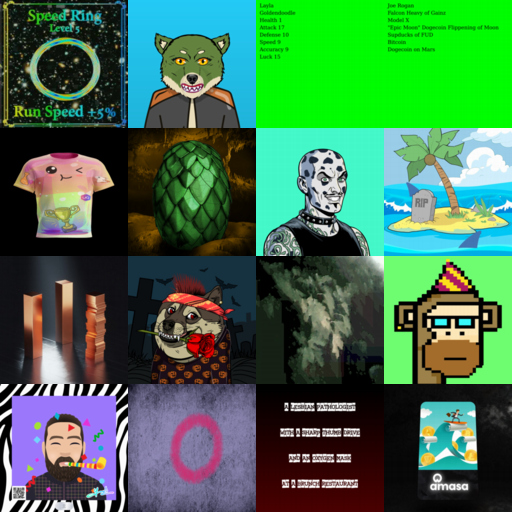 Speed Ring
Level 5
Run Speed +5%
Layla
Goldendoodle
Health 1
Attack 17
Defense 10
Speed 9
Accuracy 9
Luck 15
Joe Rogan
Falcon Heavy of Gainz
Model X
"Epic Moon" Dogecoin Flippening of Moon
Supducks of FUD
Bitcoin
Dogecoin on Mars
RIP
A LESBIAN PATHOLOGIST
WITH A SHARP THUMB DRIVE
AND AN OXYGEN MASK
AT A BRUNCH RESTAURANT
amasa